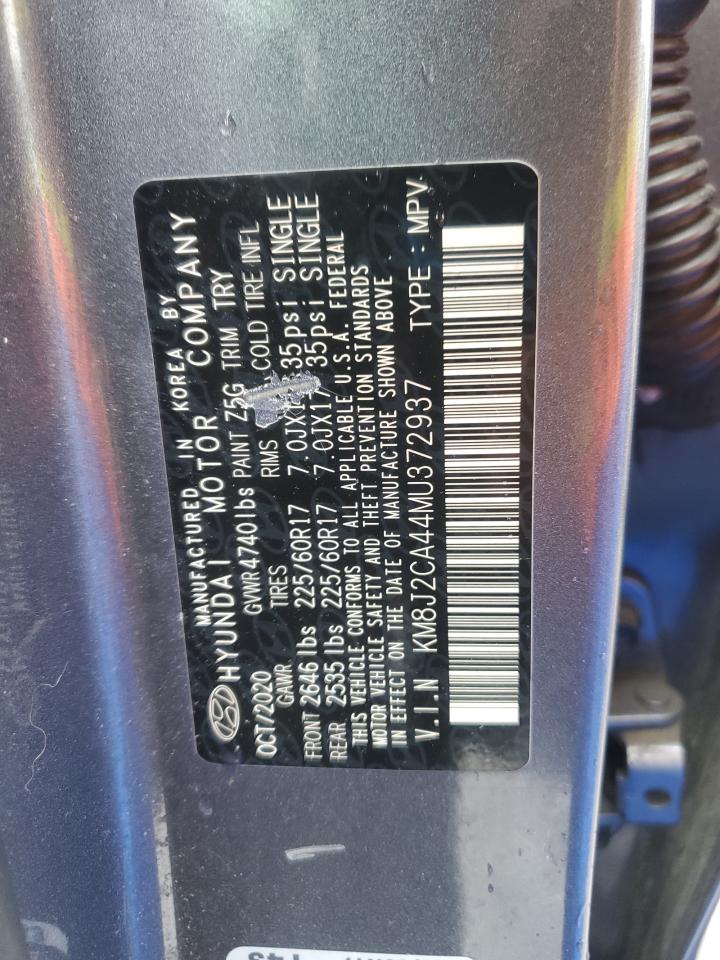 MANUFACTURED IN KOREA BY
HYUNDAI MOTOR COMPANY
OCT/2020 GVWR 4740lbs PAINT Z5G TRIM TRY
GAWR TIRES RIMS COLD TIRE INFL
FRONT 2646 lbs 225/60R17 7.0JX1 35psi SINGLE
REAR 2535 lbs 225/60R17 7.0JX1 35psi SINGLE
THIS VEHICLE CONFORMS TO ALL APPLICABLE U.S.A. FEDERAL
MOTOR VEHICLE SAFETY AND THEFT PREVENTION STANDARDS
IN EFFECT ON THE DATE OF MANUFACTURE SHOWN ABOVE
V.I.N KM8J2CA44MU372937 TYPE : MPV